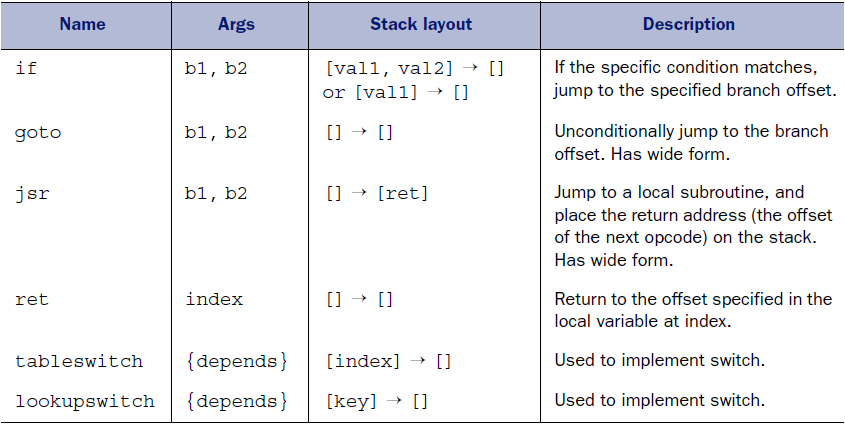 Name Args Stack layout Description
if b1, b2 [val1, val2] → [] If the specific condition matches,
or [val1] → [] jump to the specified branch offset.
goto b1, b2 [] → [] Unconditionally jump to the branch
offset. Has wide form.
jsr b1, b2 [] → [ret] Jump to a local subroutine, and
place the return address (the offset
of the next opcode) on the stack.
Has wide form.
ret index [] → [] Return to the offset specified in the
local variable at index.
tableswitch {depends} [index] → [] Used to implement switch.
lookupswitch {depends} [key] → [] Used to implement switch.